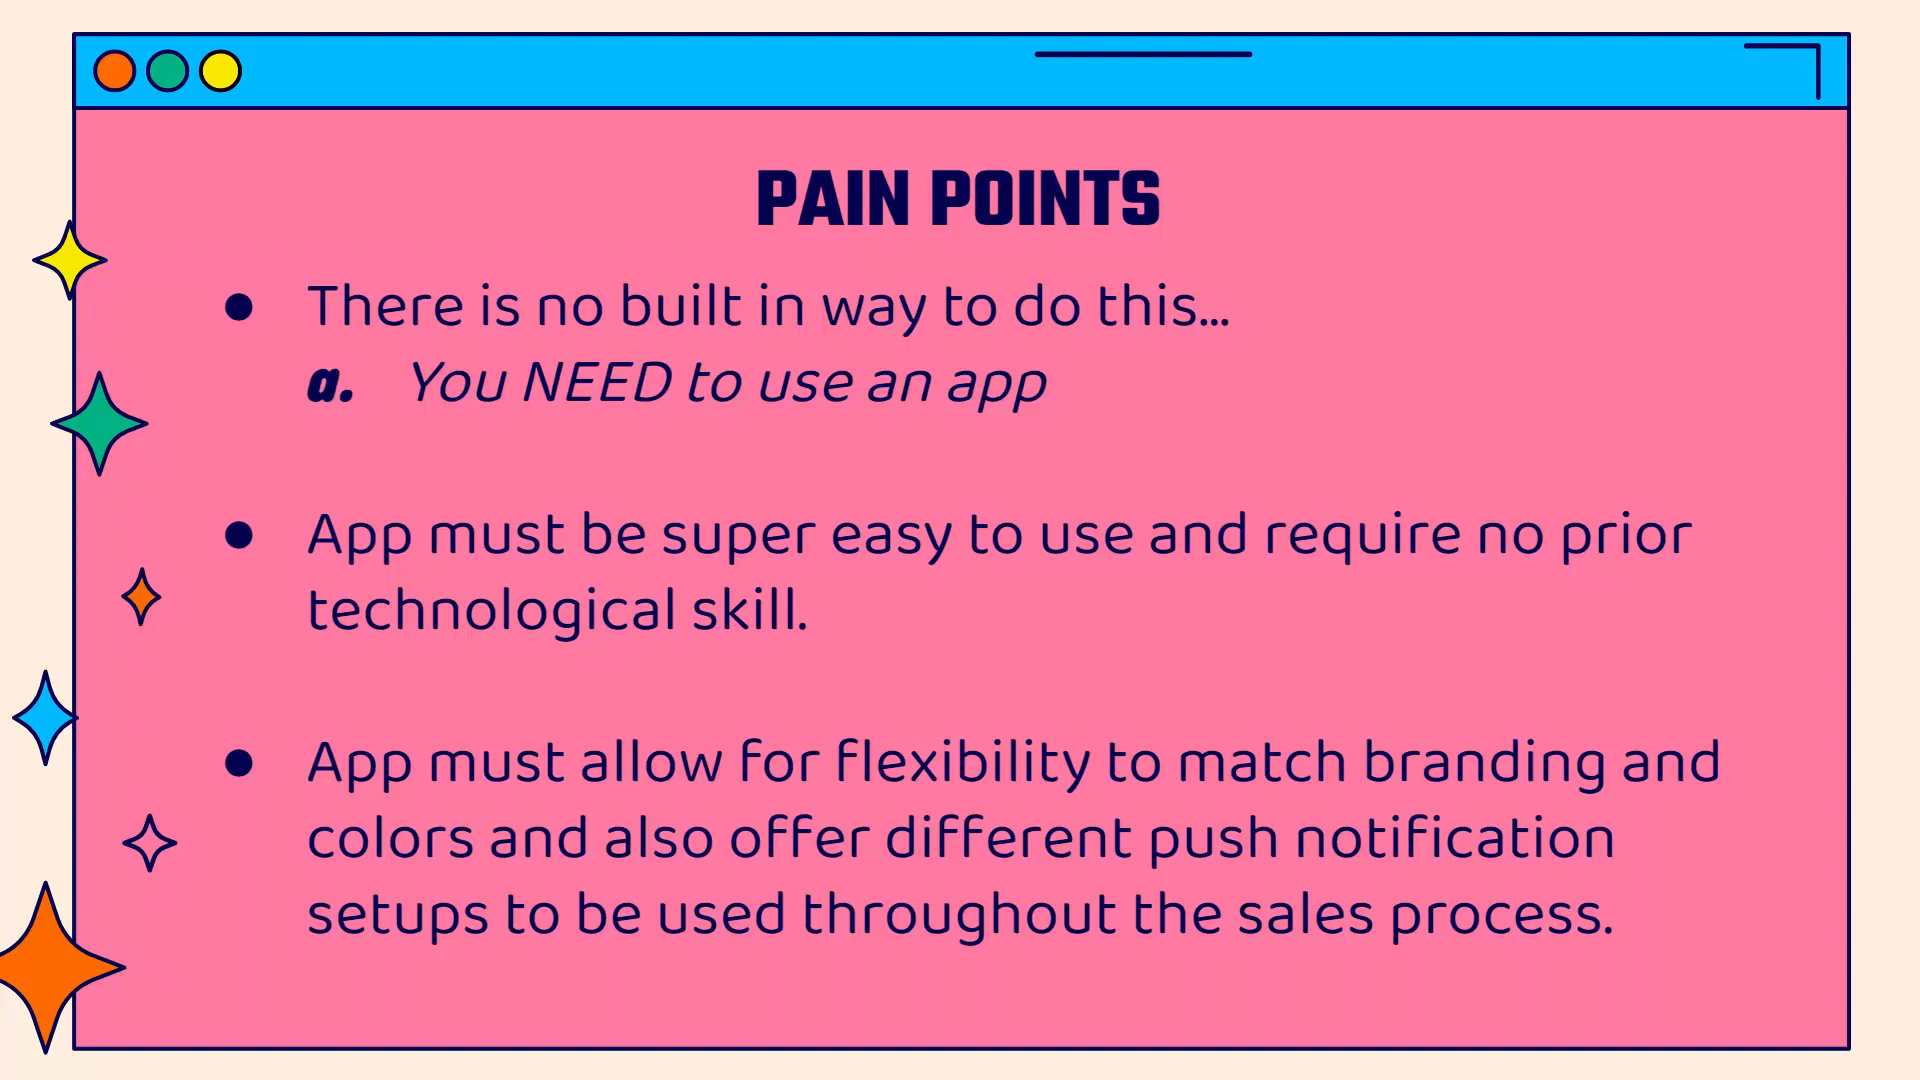 PAIN POINTS
● There is no built in way to do this...
a. You NEED to use an app
● App must be super easy to use and require no prior
technological skill.
● App must allow for flexibility to match branding and
colors and also offer different push notification
setups to be used throughout the sales process.